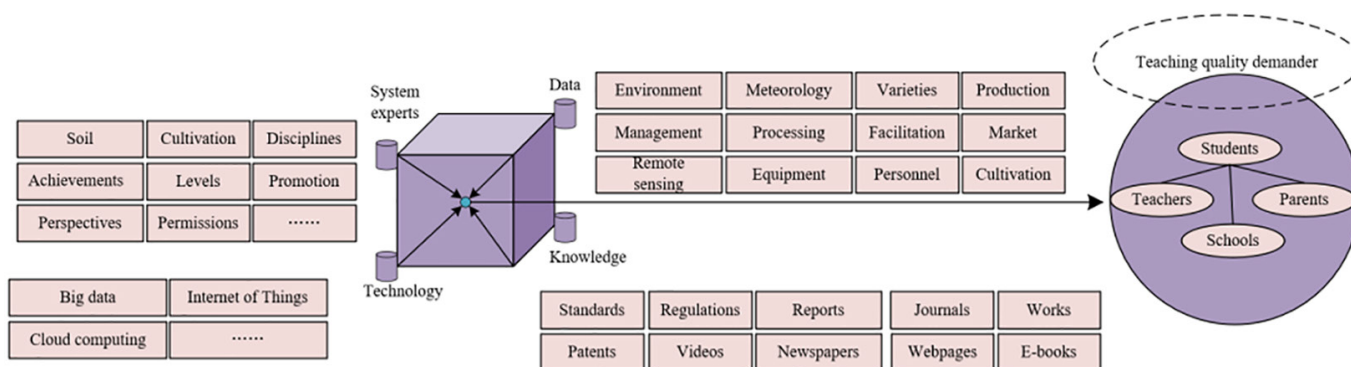 Teaching quality demander
System
experts
Data
Environment
Meteorology
Varieties
Production
Management
Processing
Facilitation
Market
Remote
sensing
Equipment
Personnel
Cultivation
Soil
Cultivation
Disciplines
Achievements
Levels
Promotion
Perspectives
Permissions
······
Students
Teachers
Parents
Schools
Knowledge
Technology
Big data
Internet of Things
Cloud computing
······
Standards
Regulations
Reports
Journals
Works
Patents
Videos
Newspapers
Webpages
E-books